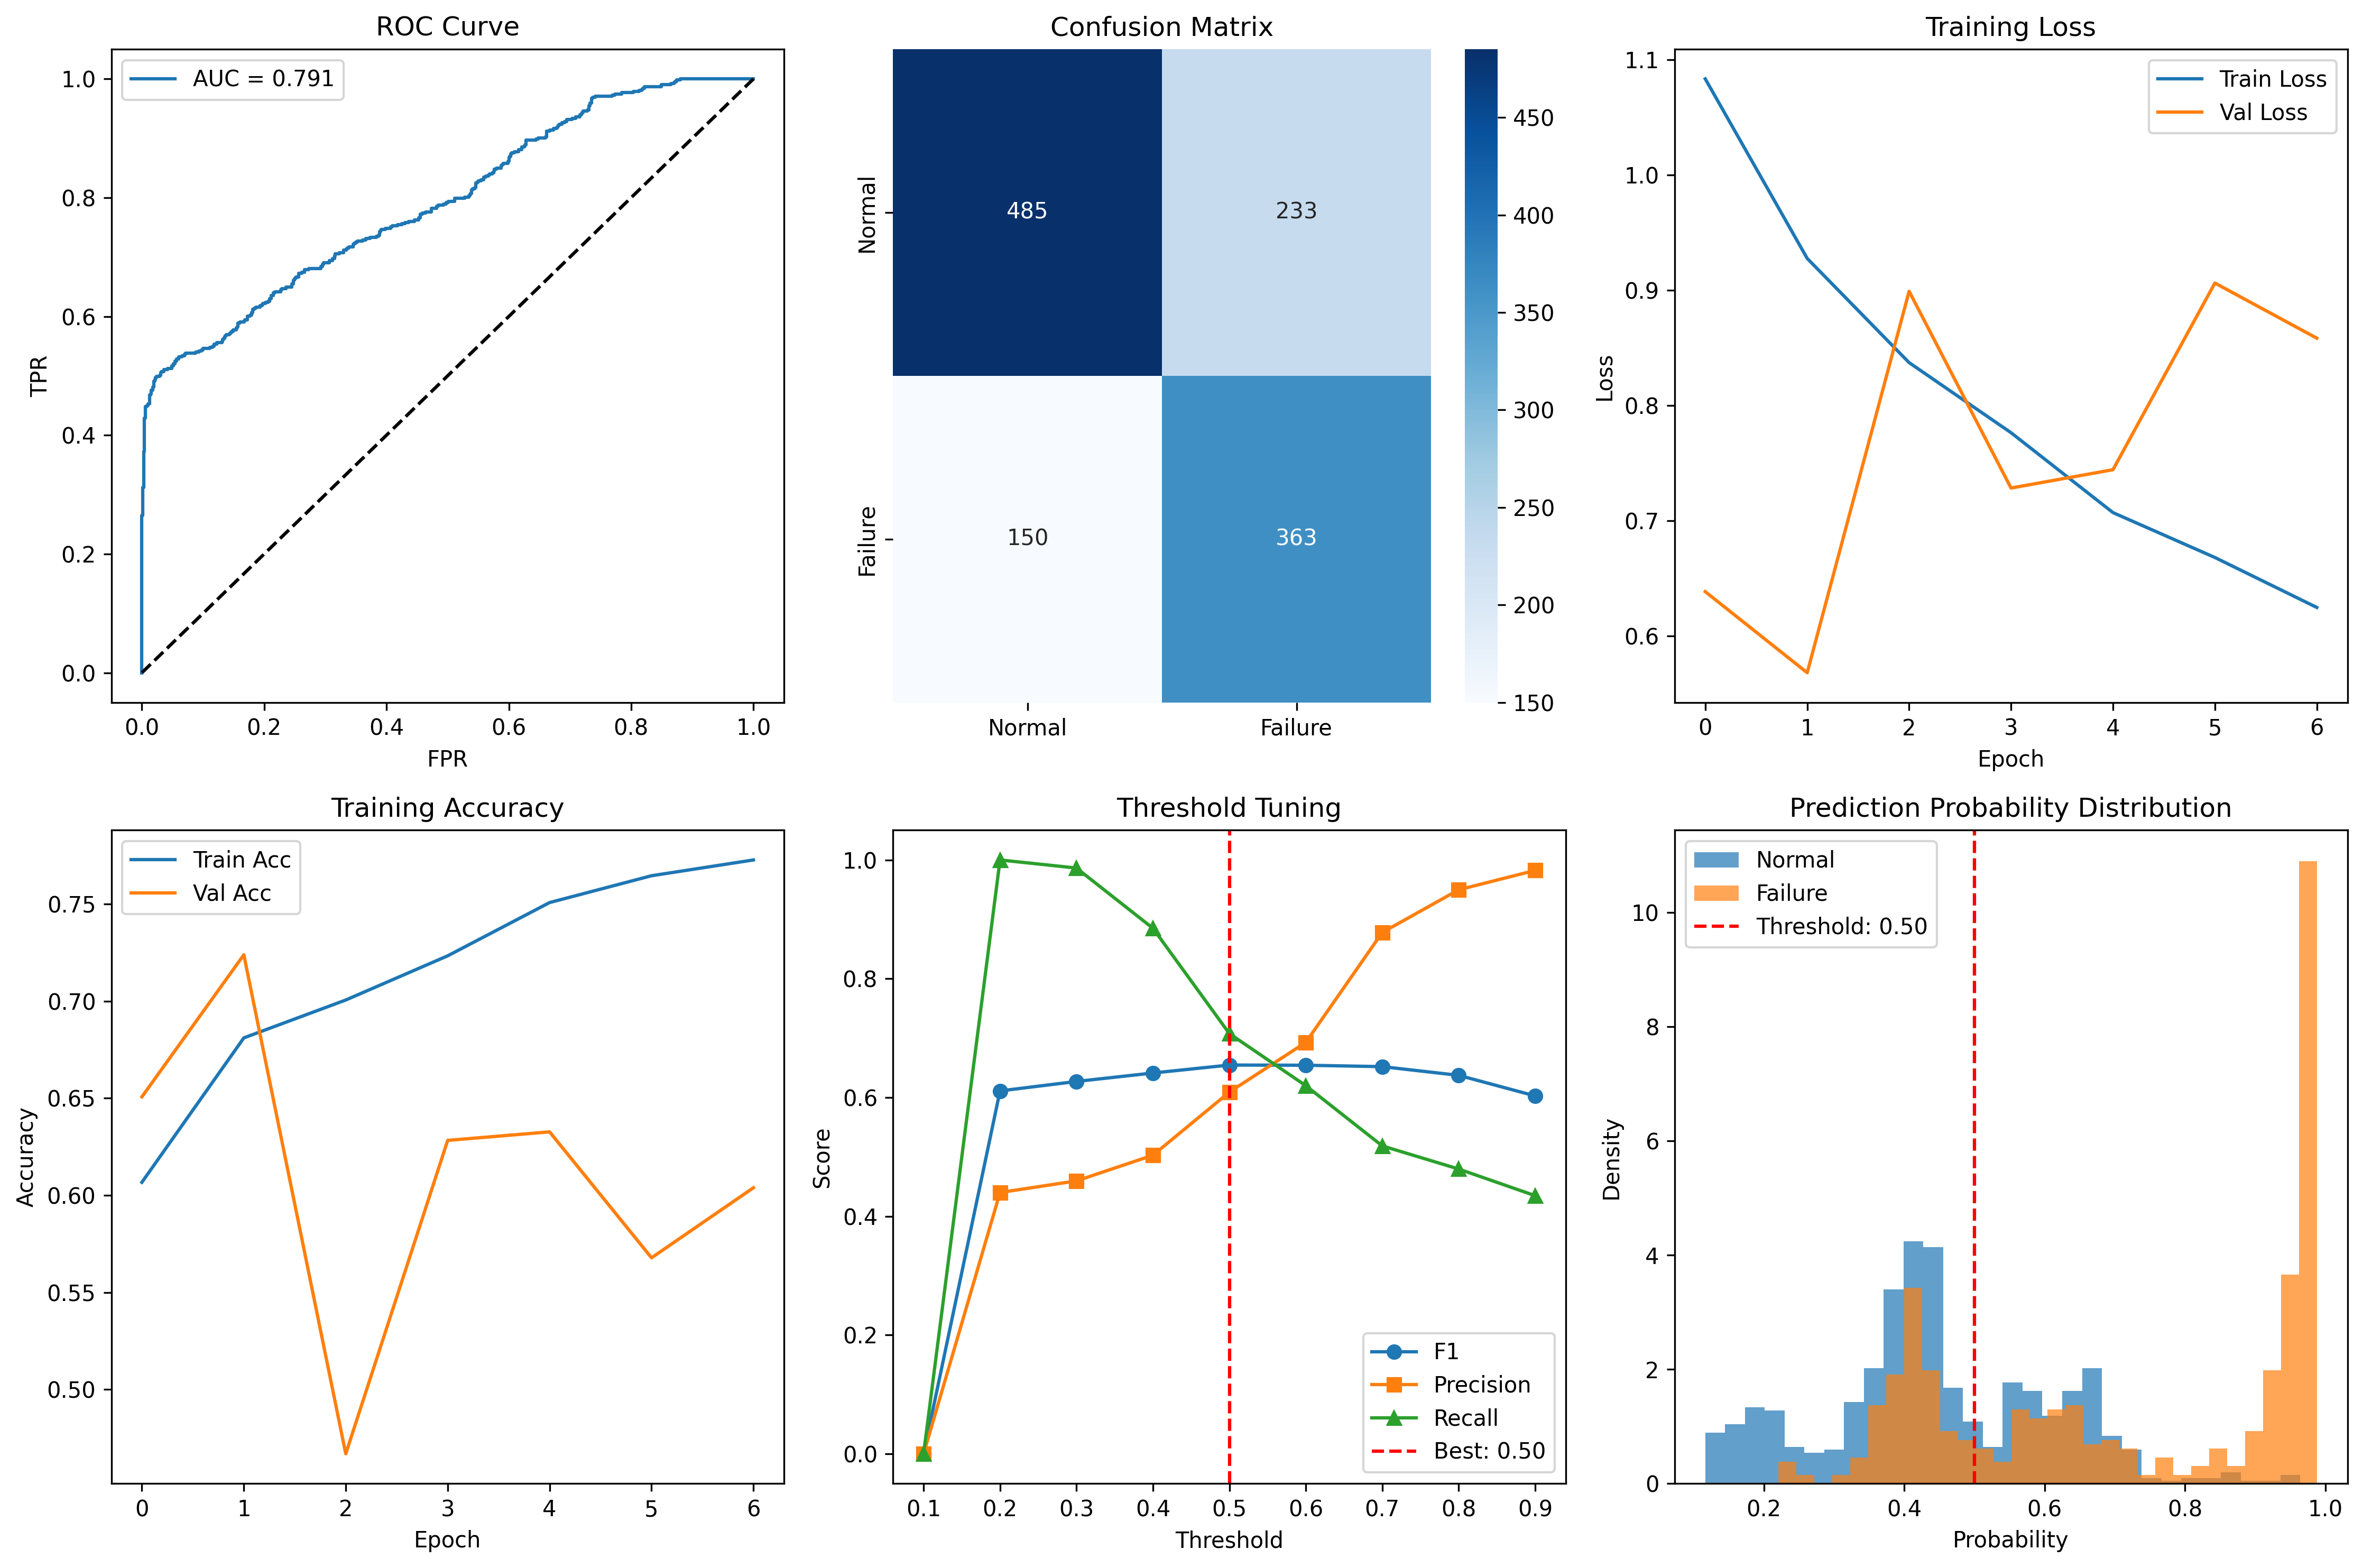 ROC Curve
AUC = 0.791
1.0
0.8
0.6
0.4
0.2
0.0
TPR
0.0 0.2 0.4 0.6 0.8 1.0
FPR
Confusion Matrix
Normal
Failure
485 233
150 363
Normal Failure
450
400
350
300
250
200
150
Training Loss
Train Loss
Val Loss
1.1
1.0
0.9
0.8
0.7
0.6
Loss
0 1 2 3 4 5 6
Epoch
Training Accuracy
Train Acc
Val Acc
0.75
0.70
0.65
0.60
0.55
0.50
Accuracy
0 1 2 3 4 5 6
Epoch
Threshold Tuning
1.0
0.8
0.6
0.4
0.2
0.0
Score
F1
Precision
Recall
Best: 0.50
0.1 0.2 0.3 0.4 0.5 0.6 0.7 0.8 0.9
Threshold
Prediction Probability Distribution
Normal
Failure
Threshold: 0.50
10
8
6
4
2
0
Density
0.2 0.4 0.6 0.8 1.0
Probability